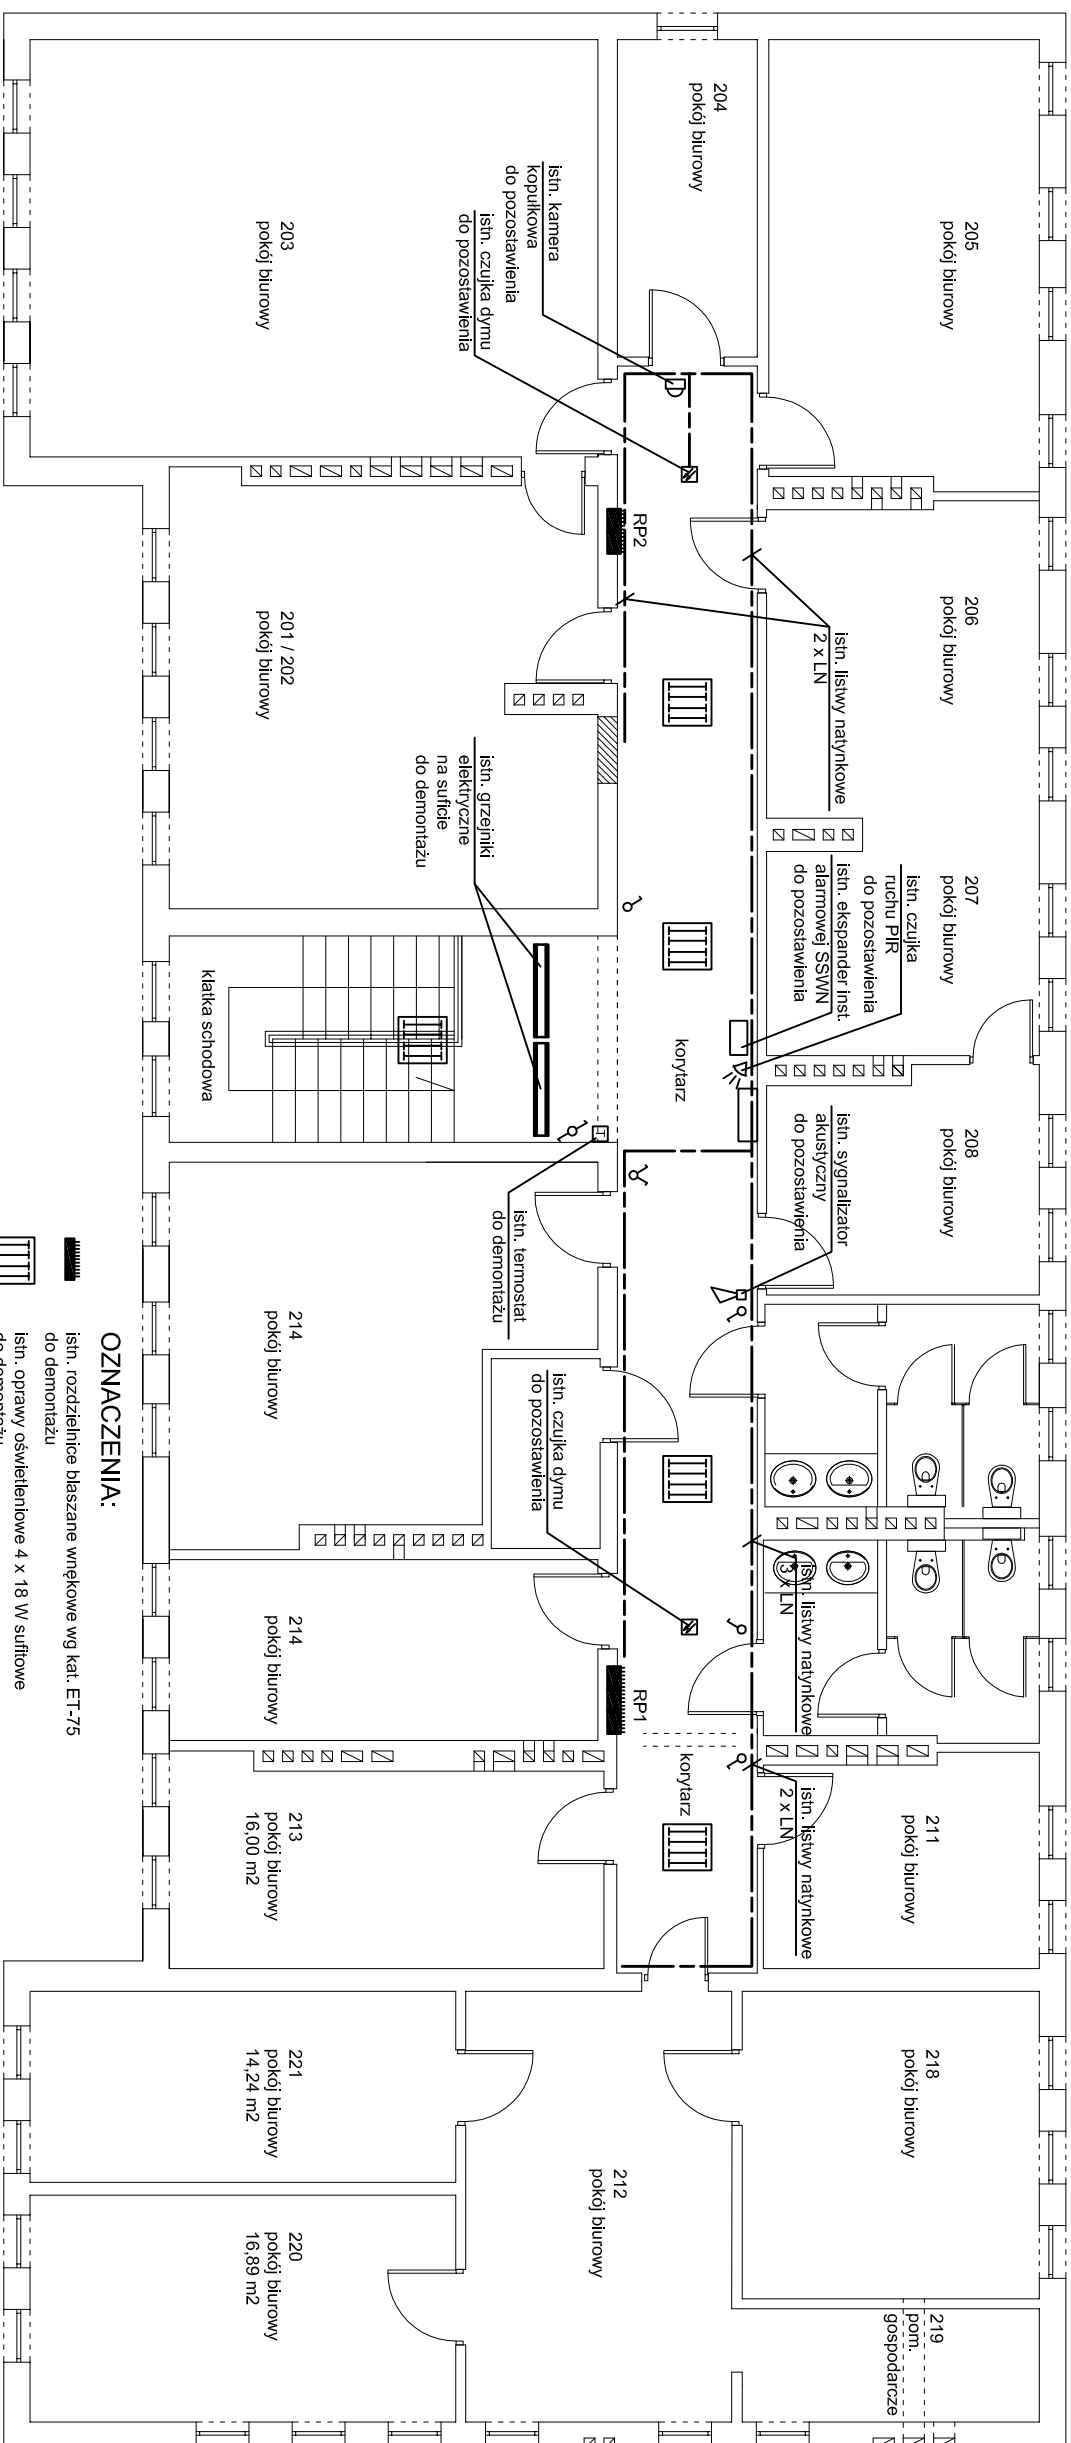 205
pokój biurowy
204
pokój biurowy
203
pokój biurowy
istn. kamera
kopułkowa
do pozostawienia
istn. czujka dymu
do pozostawienia
206
pokój biurowy
istn. listwy natynkowe
2 x LN
RP2
201 / 202
pokój biurowy
istn. grzejniki
elektryczne
na suficie
do demontażu
207
pokój biurowy
istn. czujka
ruchu PIR
do pozostawienia
istn. ekspander inst.
alarmowej SSWN
do pozostawienia
korytarz
klatka schodowa
208
pokój biurowy
istn. sygnalizator
akustyczny
do pozostawienia
T
istn. termostat
do demontażu
214
pokój biurowy
istn. czujka dymu
do pozostawienia
istn. listwy natynkowe
3 x LN
214
pokój biurowy
RP1
korytarz
istn. listwy natynkowe
2 x LN
211
pokój biurowy
213
pokój biurowy
16,00 m2
218
pokój biurowy
221
pokój biurowy
14,24 m2
212
pokój biurowy
220
pokój biurowy
16,89 m2
219
pom.
gospodarcze
OZNACZENIA:
istn. rozdzielnice blaszane wnękowe wg kat. ET-75
do demontażu
istn. oprawy oświetleniowe 4 x 18 W sufitowe
do demontażu